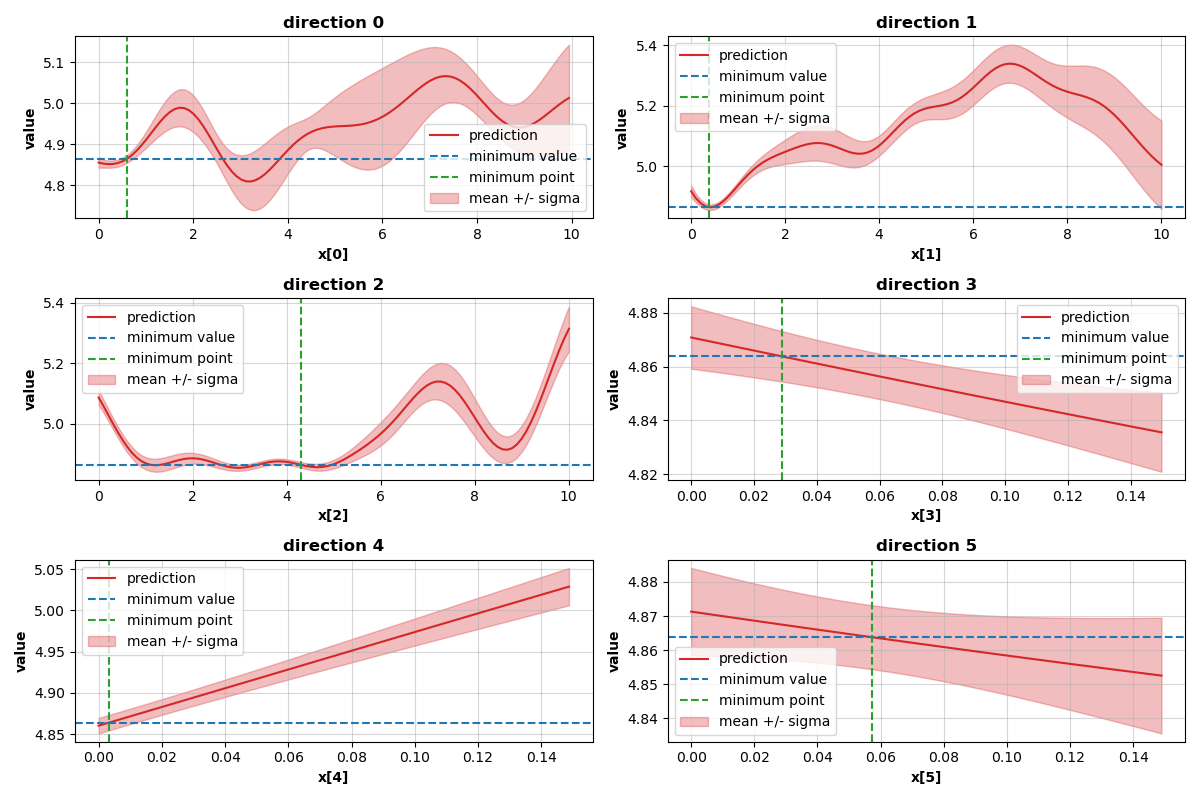 direction 0
value
5.1
5.0
4.9
4.8
prediction
minimum value
minimum point
mean +/- sigma
0 2 4 6 8 10
x[0]
direction 1
value
5.4
5.2
5.0
prediction
minimum value
minimum point
mean +/- sigma
0 2 4 6 8 10
x[1]
direction 2
value
5.4
5.2
5.0
prediction
minimum value
minimum point
mean +/- sigma
0 2 4 6 8 10
x[2]
direction 3
value
4.88
4.86
4.84
4.82
prediction
minimum value
minimum point
mean +/- sigma
0.00 0.02 0.04 0.06 0.08 0.10 0.12 0.14
x[3]
direction 4
value
5.05
5.00
4.95
4.90
4.85
prediction
minimum value
minimum point
mean +/- sigma
0.00 0.02 0.04 0.06 0.08 0.10 0.12 0.14
x[4]
direction 5
value
4.88
4.87
4.86
4.85
4.84
prediction
minimum value
minimum point
mean +/- sigma
0.00 0.02 0.04 0.06 0.08 0.10 0.12 0.14
x[5]